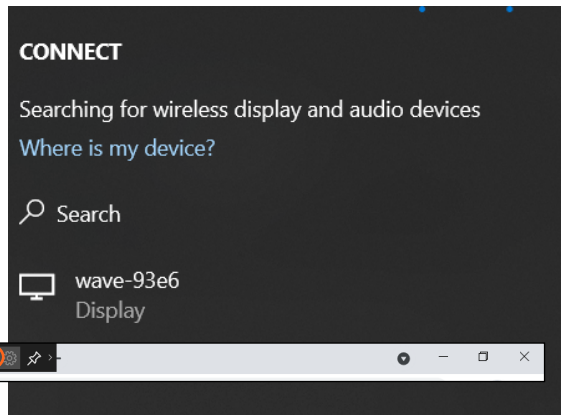 CONNECT
Searching for wireless display and audio devices
Where is my device?
Search
wave-93e6
Display